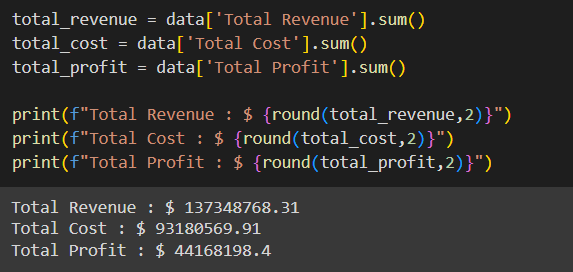 total_revenue = data['Total Revenue'].sum()
total_cost = data['Total Cost'].sum()
total_profit = data['Total Profit'].sum()
print(f"Total Revenue : $ {round(total_revenue,2)}")
print(f"Total Cost : $ {round(total_cost,2)}")
print(f"Total Profit : $ {round(total_profit,2)}")
Total Revenue : $ 137348768.31
Total Cost : $ 93180569.91
Total Profit : $ 44168198.4